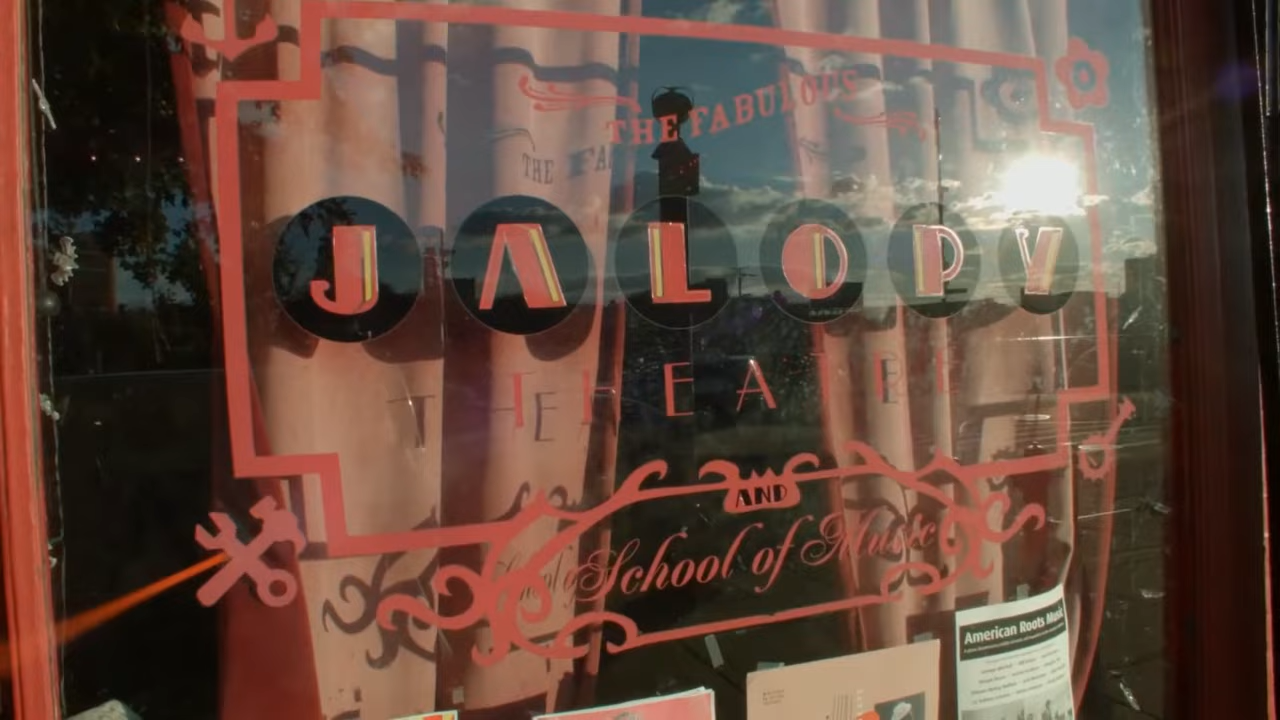 THE FABULOUS
JALOPY
THEATRE
AND
School of Music
American Roots Music